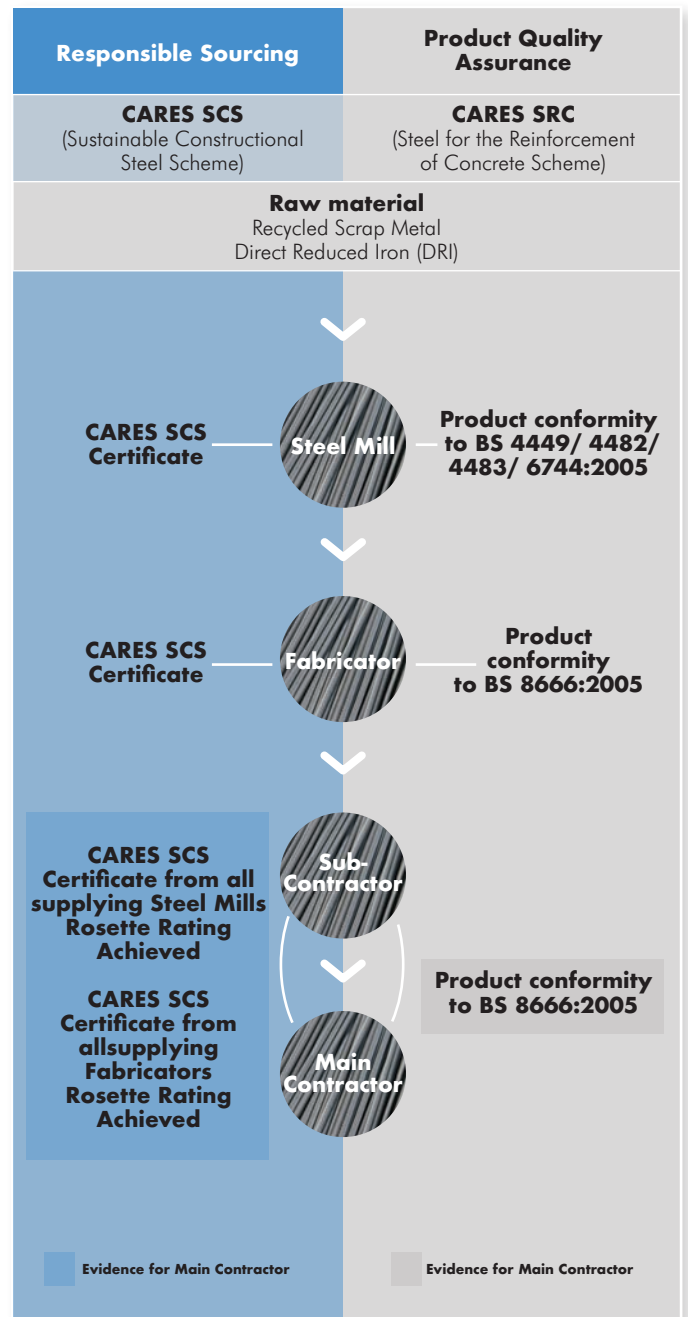 Responsible Sourcing
Product Quality
Assurance
CARES SCS
(Sustainable Constructional
Steel Scheme)
CARES SRC
(Steel for the Reinforcement
of Concrete Scheme)
Raw material
Recycled Scrap Metal
Direct Reduced Iron (DRI)
CARES SCS
Certificate
Steel Mill
Product conformity
to BS 4449/ 4482/
4483/ 6744:2005
CARES SCS
Certificate
Fabricator
Product
conformity
to BS 8666:2005
CARES SCS
Certificate from all
supplying Steel Mills
Rosette Rating
Achieved
CARES SCS
Certificate from
allsupplying
Fabricators
Rosette Rating
Achieved
Sub-
Contractor
Main
Contractor
Product conformity
to BS 8666:2005
Evidence for Main Contractor
Evidence for Main Contractor